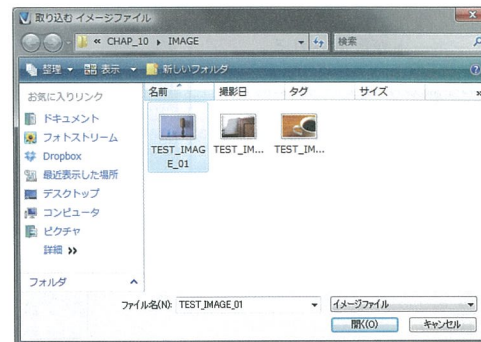 取り込む イメージファイル
« CHAP_10 ▸ IMAGE
検索
整理 ▼ 表示 ▼ 新しいフォルダ
お気に入りリンク
名前 撮影日 タグ サイズ »
ドキュメント
フォトストリーム
Dropbox
最近表示した場所
デスクトップ
コンピュータ
ピクチャ
詳細 »
TEST_IMAG
E_01
TEST_IM...
TEST_IM...
フォルダ
ファイル名(N): TEST_IMAGE_01
イメージファイル
開く(O) キャンセル